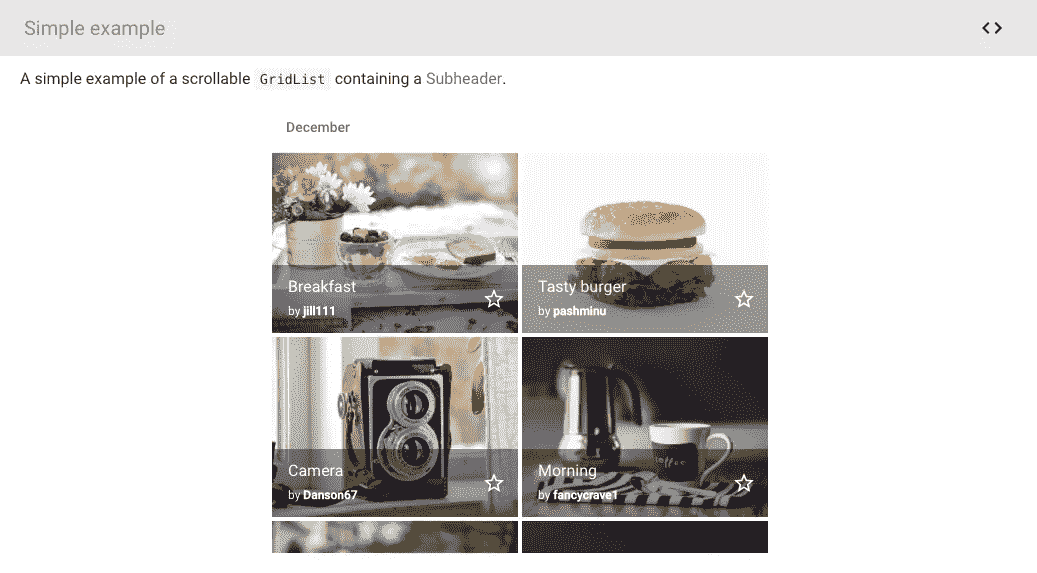 Simple example
A simple example of a scrollable GridList containing a Subheader.
December
Breakfast
by jill111
Tasty burger
by pashminu
Camera
by Danson67
Morning
by fancycrave1
coffee